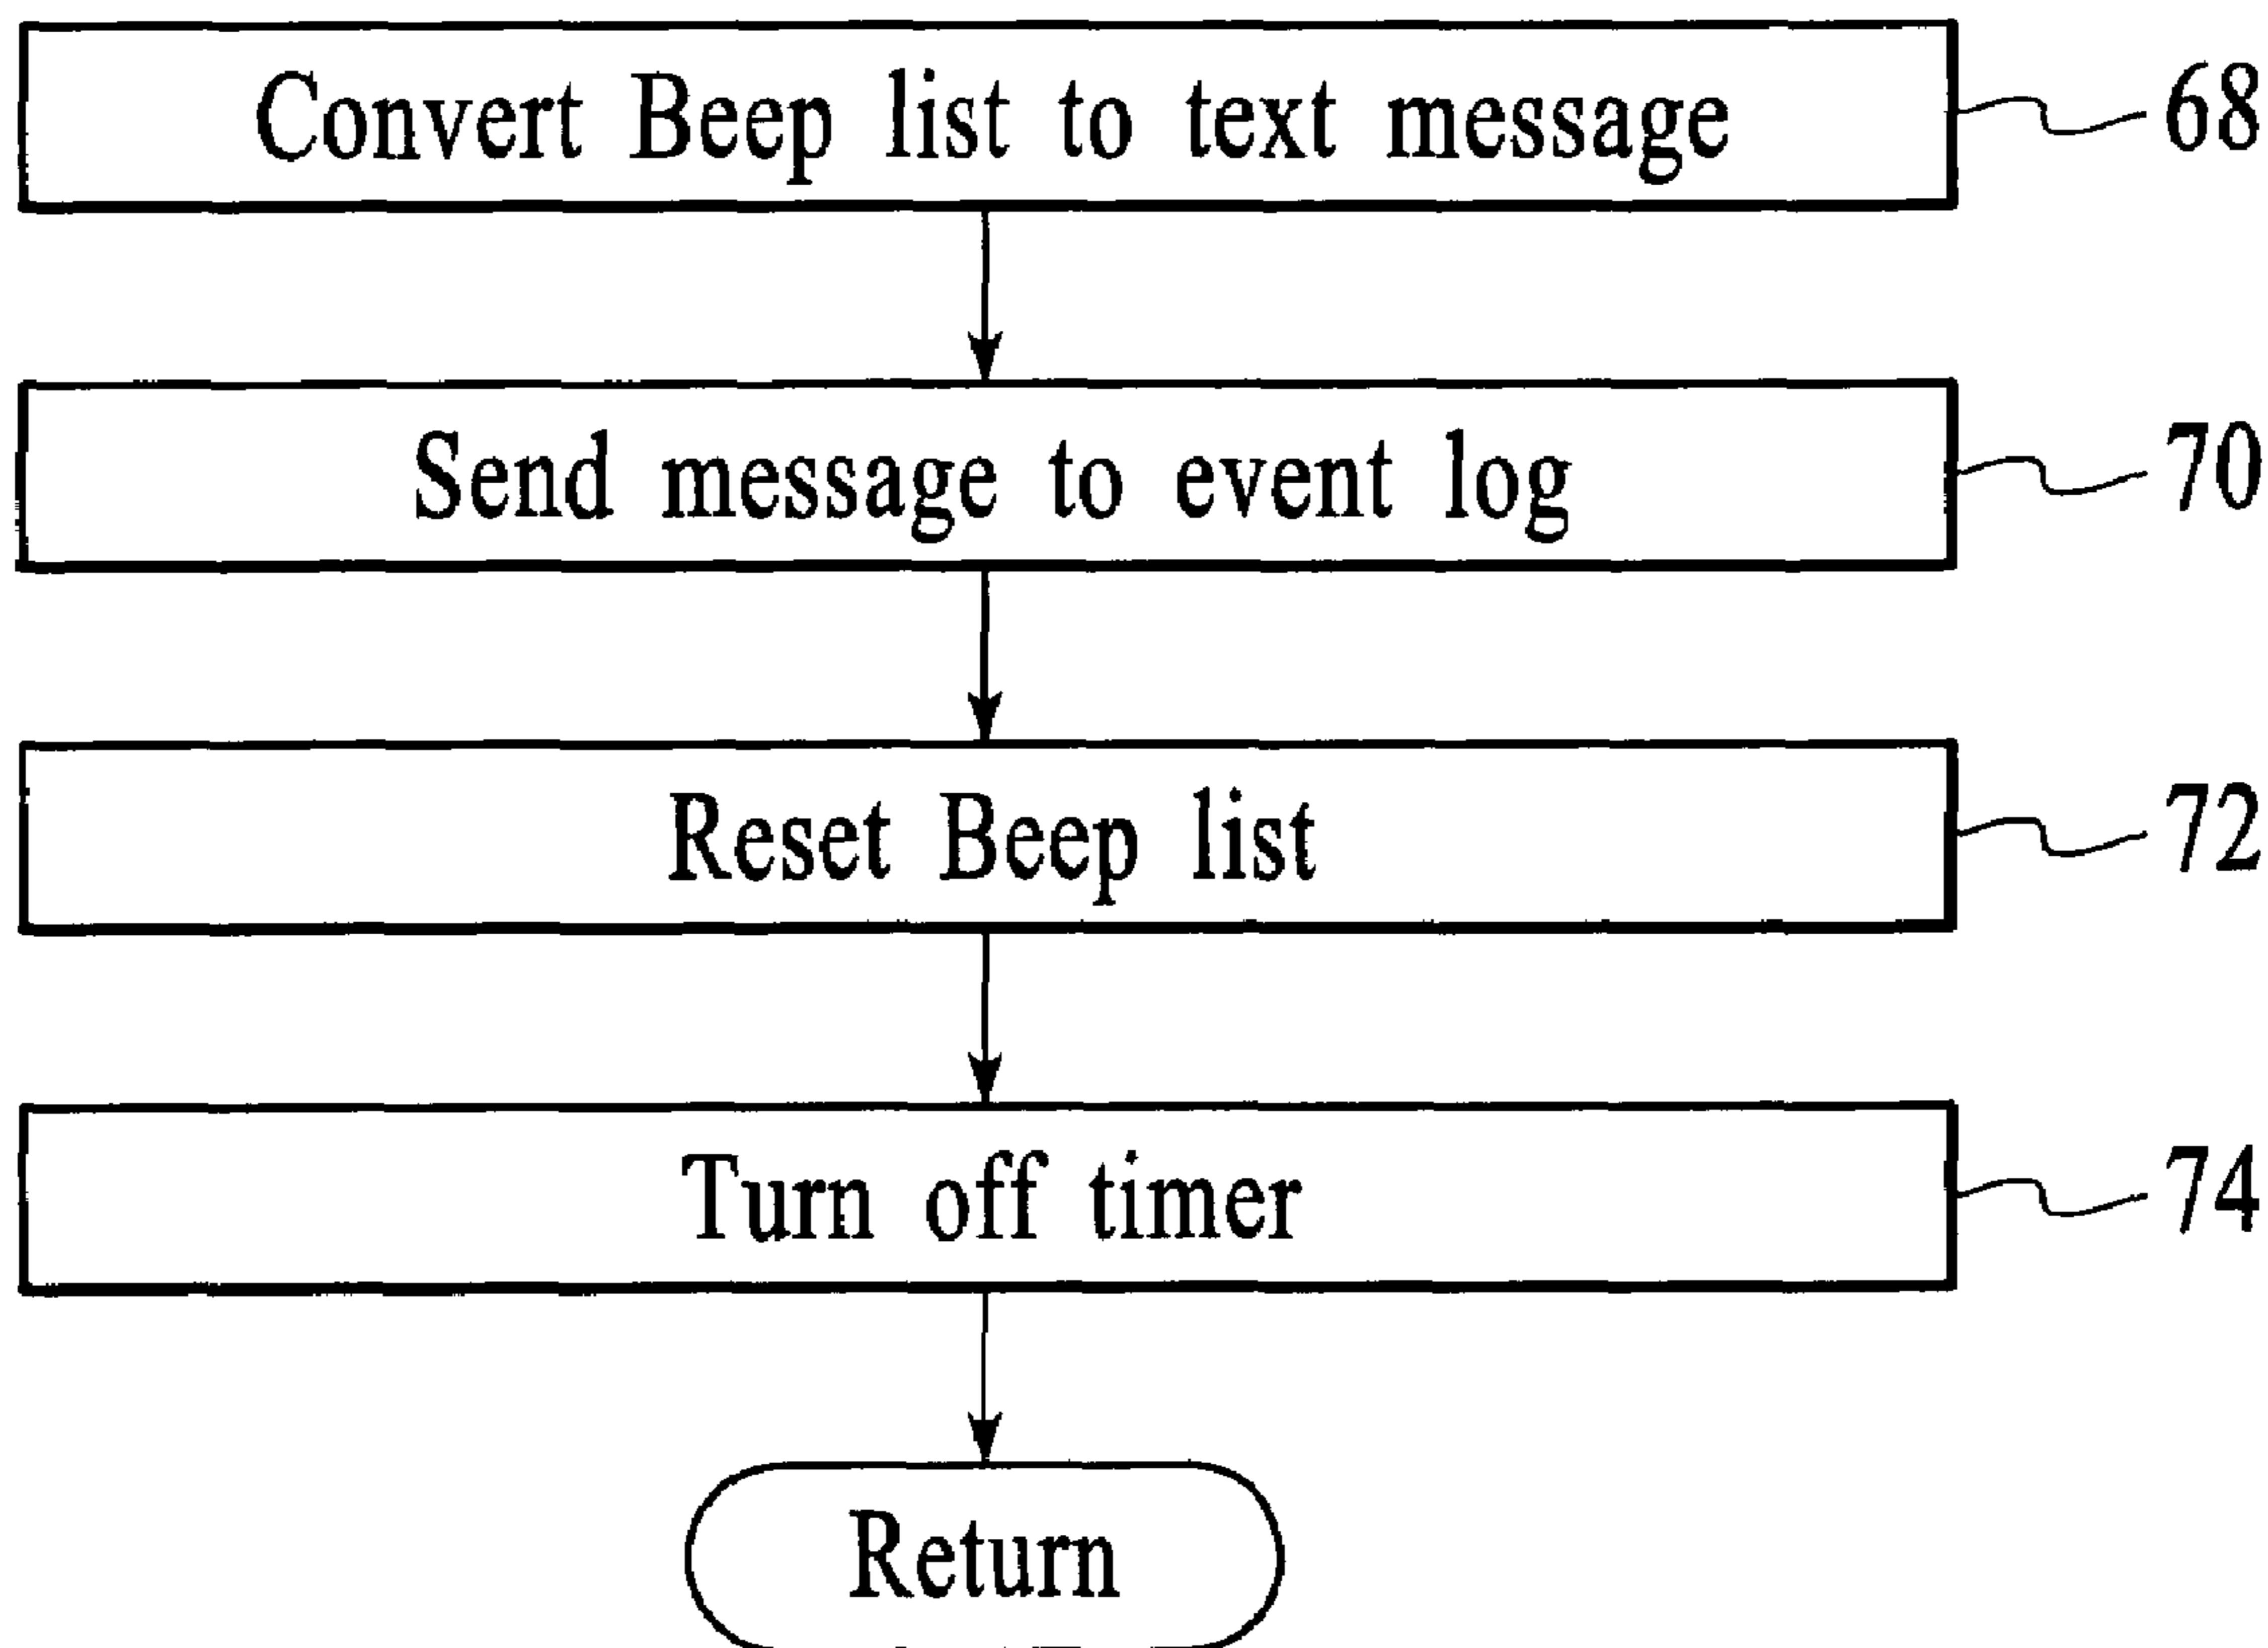 Convert Beep list to text message 68
Send message to event log 70
Reset Beep list 72
Turn off timer 74
Return